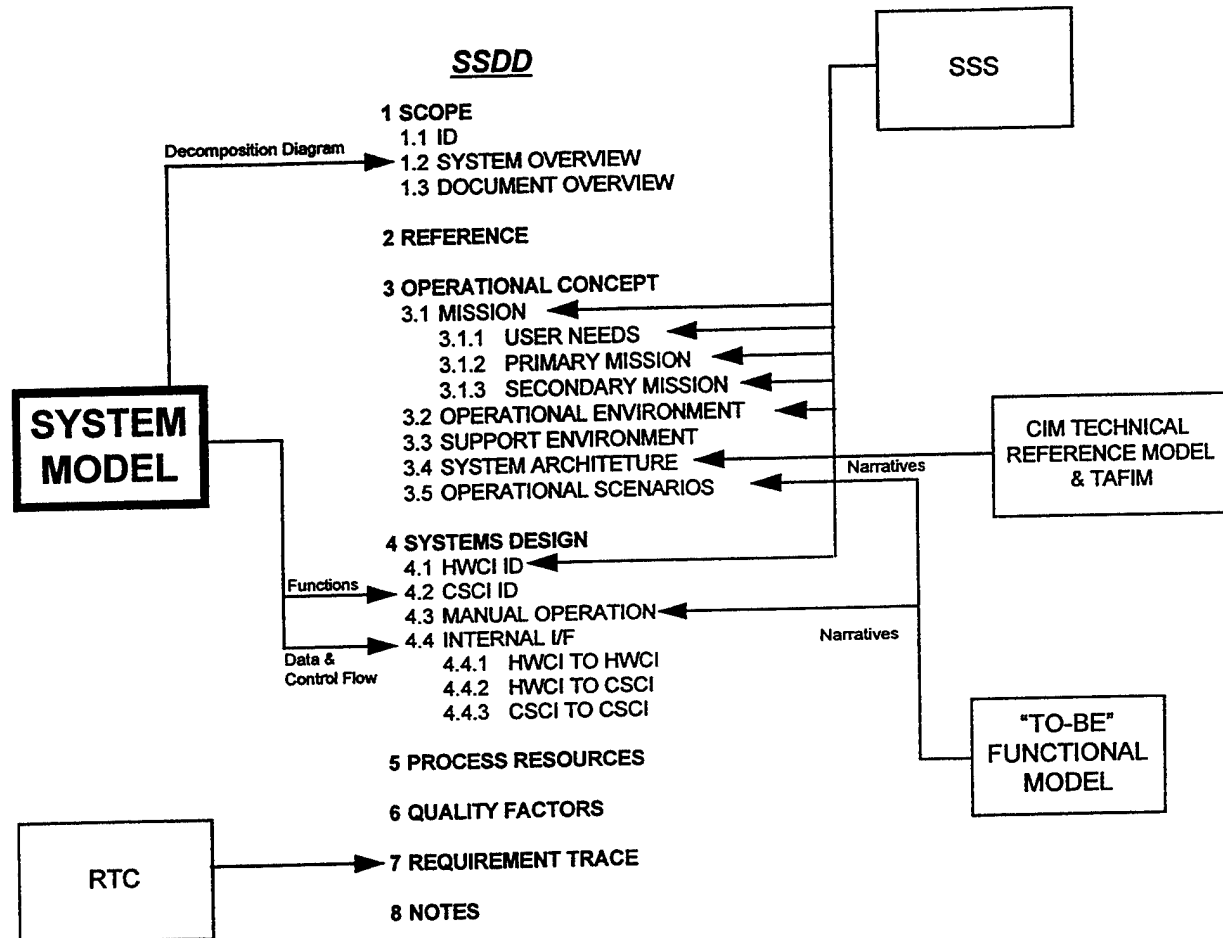 SSDD
SSS
1 SCOPE
1.1 ID
Decomposition Diagram
1.2 SYSTEM OVERVIEW
1.3 DOCUMENT OVERVIEW
2 REFERENCE
3 OPERATIONAL CONCEPT
3.1 MISSION
3.1.1 USER NEEDS
3.1.2 PRIMARY MISSION
3.1.3 SECONDARY MISSION
3.2 OPERATIONAL ENVIRONMENT
3.3 SUPPORT ENVIRONMENT
3.4 SYSTEM ARCHITETURE
3.5 OPERATIONAL SCENARIOS
SYSTEM
MODEL
CIM TECHNICAL
REFERENCE MODEL
& TAFIM
Narratives
4 SYSTEMS DESIGN
4.1 HWCI ID
Functions
4.2 CSCI ID
4.3 MANUAL OPERATION
Narratives
4.4 INTERNAL I/F
Data &
Control Flow
4.4.1 HWCI TO HWCI
4.4.2 HWCI TO CSCI
4.4.3 CSCI TO CSCI
"TO-BE"
FUNCTIONAL
MODEL
5 PROCESS RESOURCES
6 QUALITY FACTORS
7 REQUIREMENT TRACE
RTC
8 NOTES